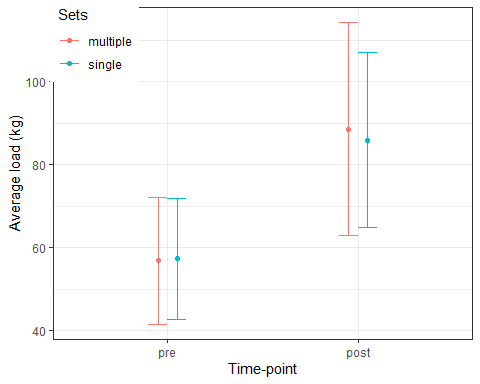 Sets
multiple
single
100
80
60
40
Average load (kg)
pre
post
Time-point